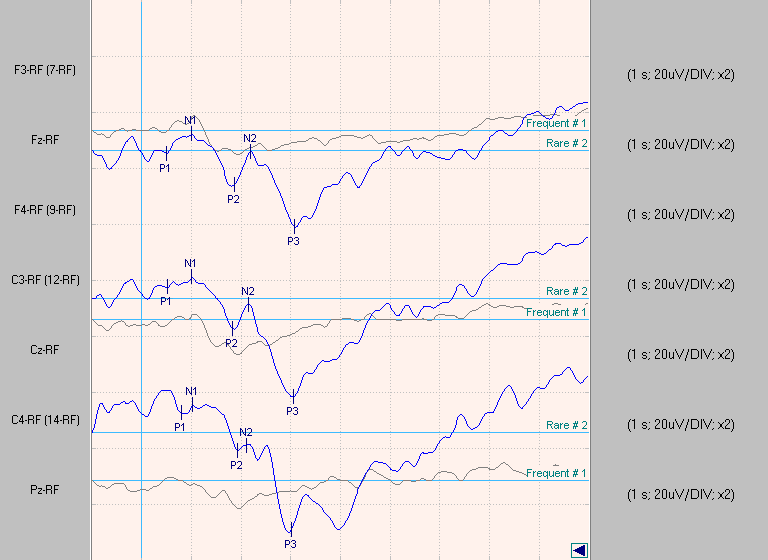 F3-RF (7-RF) (1 s; 20uV/DIV; x2)
N1 Frequent # 1
Fz-RF N2 Rare # 2 (1 s; 20uV/DIV; x2)
P1
P2
F4-RF (9-RF) (1 s; 20uV/DIV; x2)
P3
N1
C3-RF (12-RF) N2 Rare # 2 (1 s; 20uV/DIV; x2)
P1
Frequent # 1
P2
Cz-RF (1 s; 20uV/DIV; x2)
N1
P3
C4-RF (14-RF) Rare # 2 (1 s; 20uV/DIV; x2)
P1
N2
P2
Frequent # 1
Pz-RF (1 s; 20uV/DIV; x2)
P3